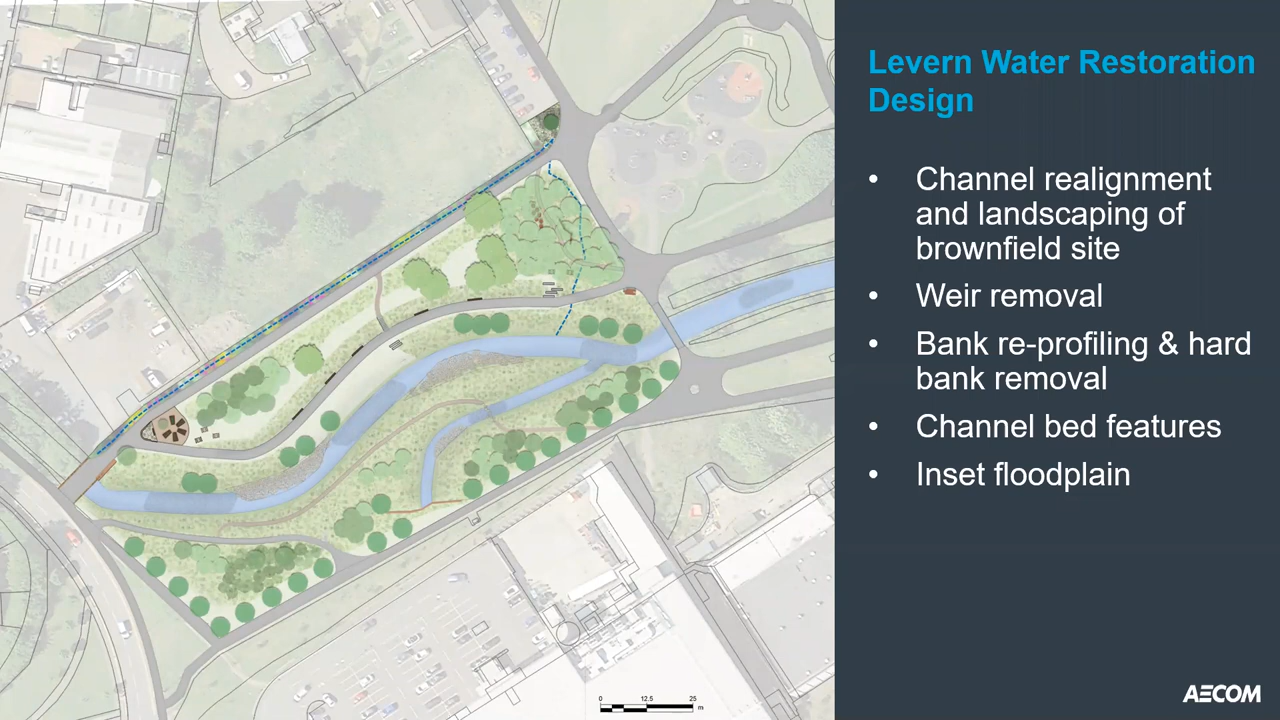 Levern Water Restoration
Design
• Channel realignment
and landscaping of
brownfield site
• Weir removal
• Bank re-profiling & hard
bank removal
• Channel bed features
• Inset floodplain
0 12.5 25
m
AECOM